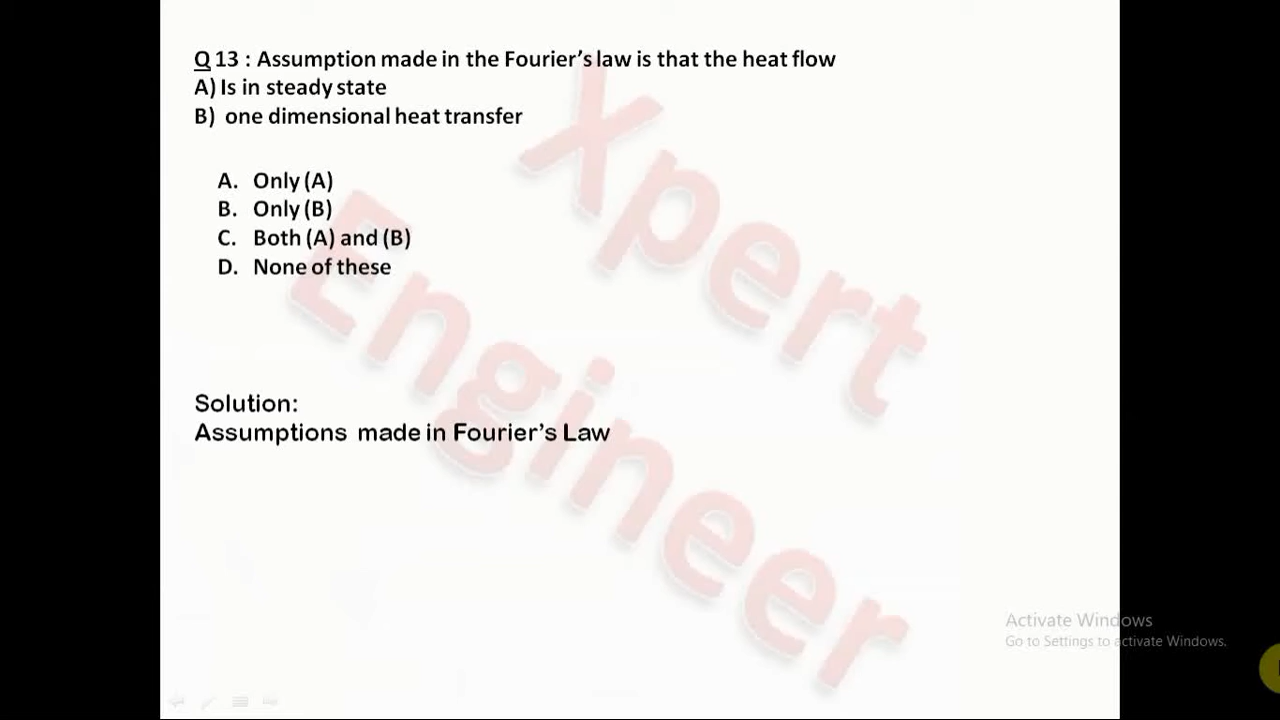 Q 13 : Assumption made in the Fourier's law is that the heat flow
A) Is in steady state
B) one dimensional heat transfer
A. Only (A)
B. Only (B)
C. Both (A) and (B)
D. None of these
Solution:
Assumptions made in Fourier's Law
Xpert
Engineer
Activate Windows
Go to Settings to activate Windows.